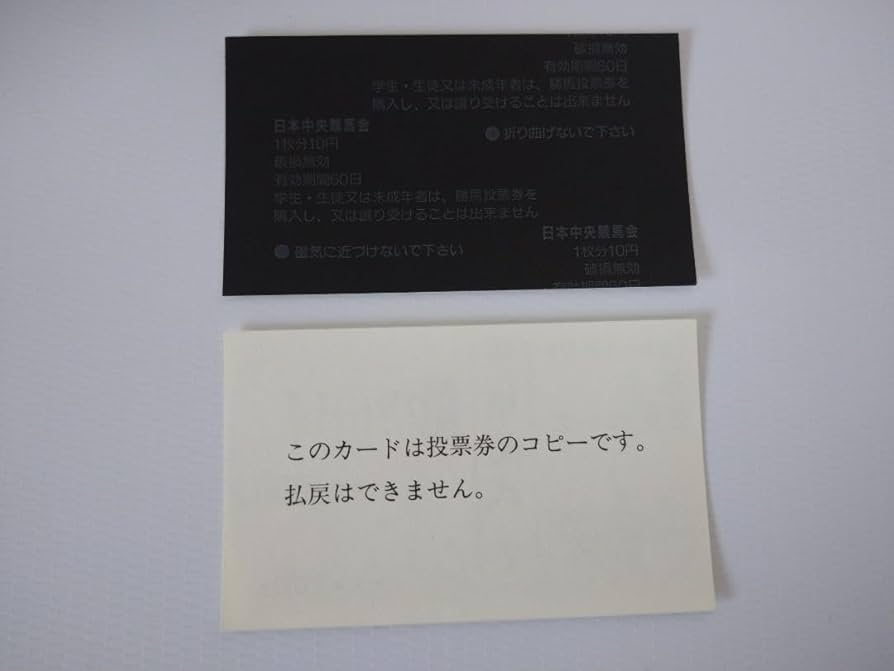 破損無効
有効期間60日
学生・生徒又は未成年者は、勝馬投票券を
購入し、又は譲り受けることは出来ません
● 折り曲げないで下さい
日本中央競馬会
1枚分10円
破損無効
有効期間60日
学生・生徒又は未成年者は、勝馬投票券を
購入し、又は譲り受けることは出来ません
● 磁気に近づけないで下さい
日本中央競馬会
1枚分10円
破損無効
有効期間60日
このカードは投票券のコピーです。
払戻はできません。